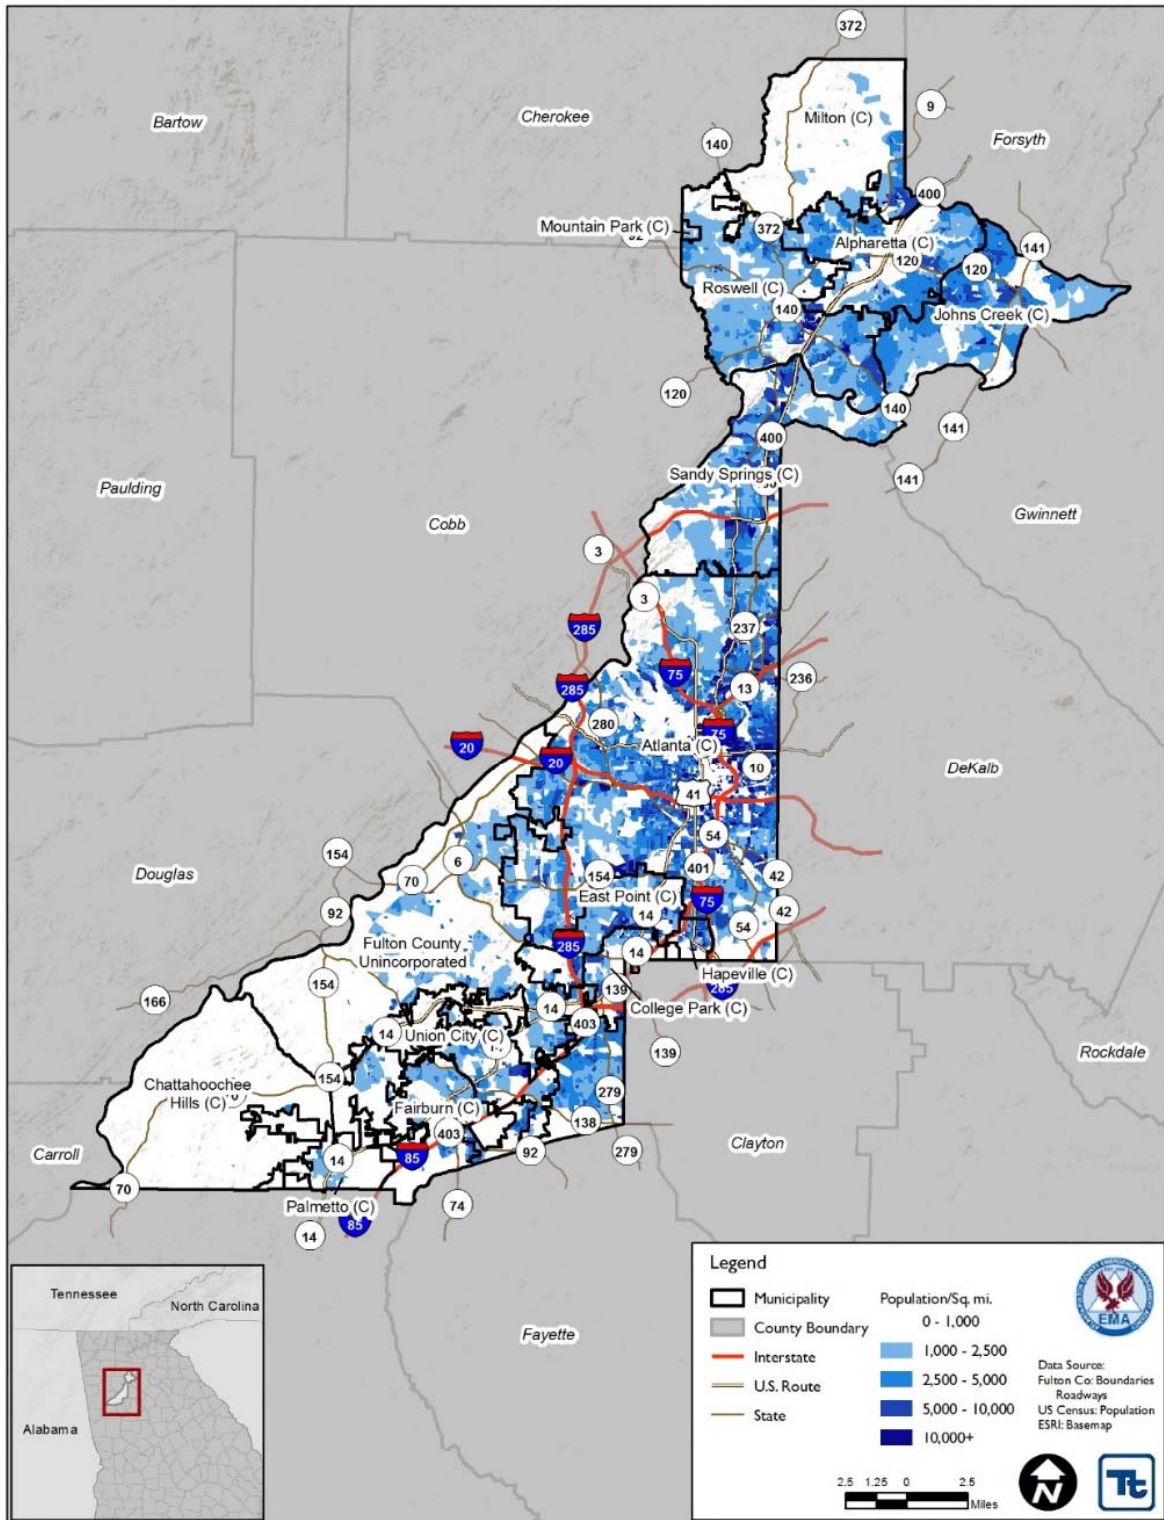 372
Bartow
Cherokee
Milton (C)
9
Forsyth
140
400
Mountain Park (C)
372
Alpharetta (C)
141
120
120
Roswell (C)
140
Johns Creek (C)
120
140
141
400
141
Sandy Springs (C)
Paulding
Cobb
Gwinnett
3
3
285
237
75
236
285
13
280
75
Atlanta (C)
20
20
10
DeKalb
41
54
154
6
401
Douglas
70
154
42
East Point (C)
75
92
14
42
54
285
Fulton County
Unincorporated
14
Hapeville (C)
154
139
285
166
14
College Park (C)
403
14
Union City (C)
139
Rockdale
154
Chattahoochee
Hills (C)
279
Fairburn (C)
138
403
Clayton
Carroll
85
92
279
14
70
Palmetto (C)
74
85
14
Fayette
Tennessee
North Carolina
Alabama
Legend
Municipality
County Boundary
Interstate
U.S. Route
State
Population/Sq. mi.
0 - 1,000
1,000 - 2,500
2,500 - 5,000
5,000 - 10,000
10,000+
EMA
Data Source:
Fulton Co: Boundaries
Roadways
US Census: Population
ESRI: Basemap
2.5 1.25 0 2.5
Miles
N
Tt